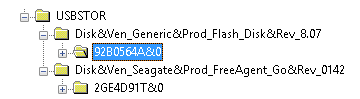 USBSTOR
Disk&Ven_Generic&Prod_Flash_Disk&Rev_8.07
92B0564A&0
Disk&Ven_Seagate&Prod_FreeAgent_Go&Rev_0142
2GE4D91T&0